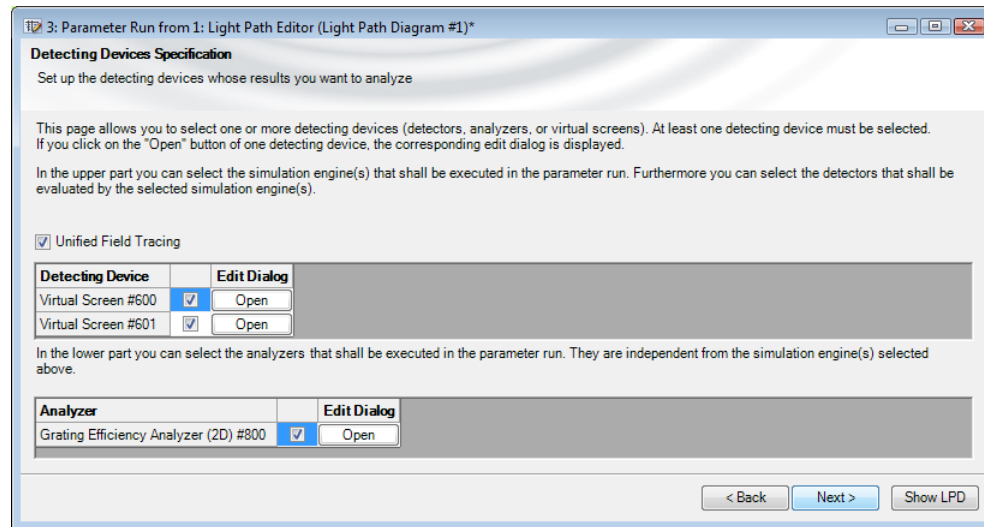 3: Parameter Run from 1: Light Path Editor (Light Path Diagram #1)*
Detecting Devices Specification
Set up the detecting devices whose results you want to analyze
This page allows you to select one or more detecting devices (detectors, analyzers, or virtual screens). At least one detecting device must be selected.
If you click on the "Open" button of one detecting device, the corresponding edit dialog is displayed.
In the upper part you can select the simulation engine(s) that shall be executed in the parameter run. Furthermore you can select the detectors that shall be
evaluated by the selected simulation engine(s).
Unified Field Tracing
Detecting Device Edit Dialog
Virtual Screen #600 Open
Virtual Screen #601 Open
In the lower part you can select the analyzers that shall be executed in the parameter run. They are independent from the simulation engine(s) selected
above.
Analyzer Edit Dialog
Grating Efficiency Analyzer (2D) #800 Open
< Back Next > Show LPD